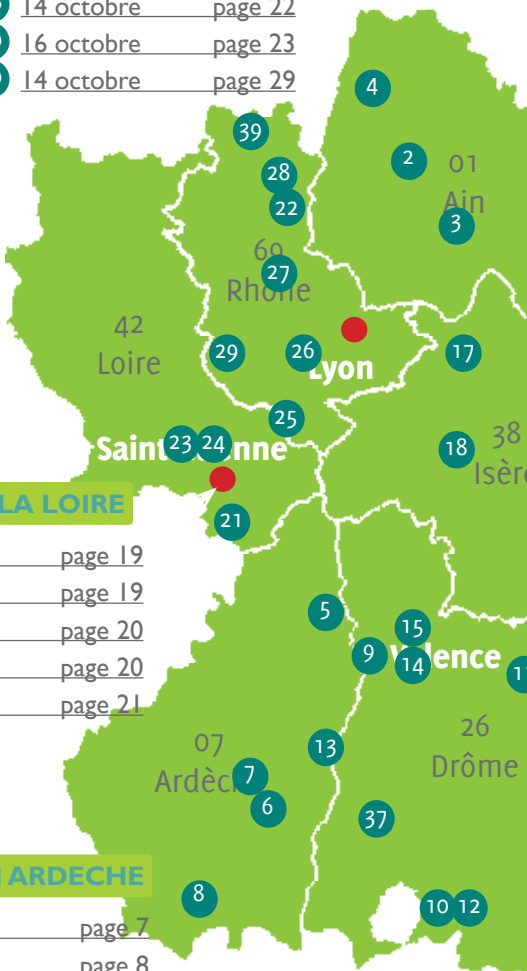 14 octobre page 22
16 octobre page 23
14 octobre page 29
4
39
2
01
Ain
28
3
22
69
Rhône
27
42
Loire
29
26
Lyon
17
25
38
18
23
24
LA LOIRE
21
page 19
page 19
page 20
page 20
page 21
5
15
9
14
26
Drôme
13
07
7
6
37
8
10
12
ARDECHE
page 7
page 8